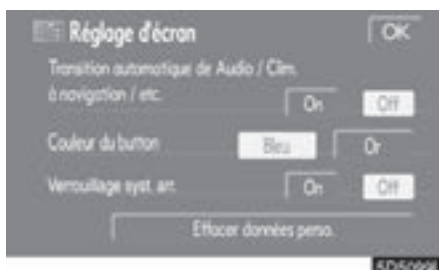 Réglage d'écran OK
Transition automatique de Audio / Clim.
à navigation / etc. On Off
Couleur du button Bleu Or
Verrouillage syst. arr. On Off
Effacer données perso.